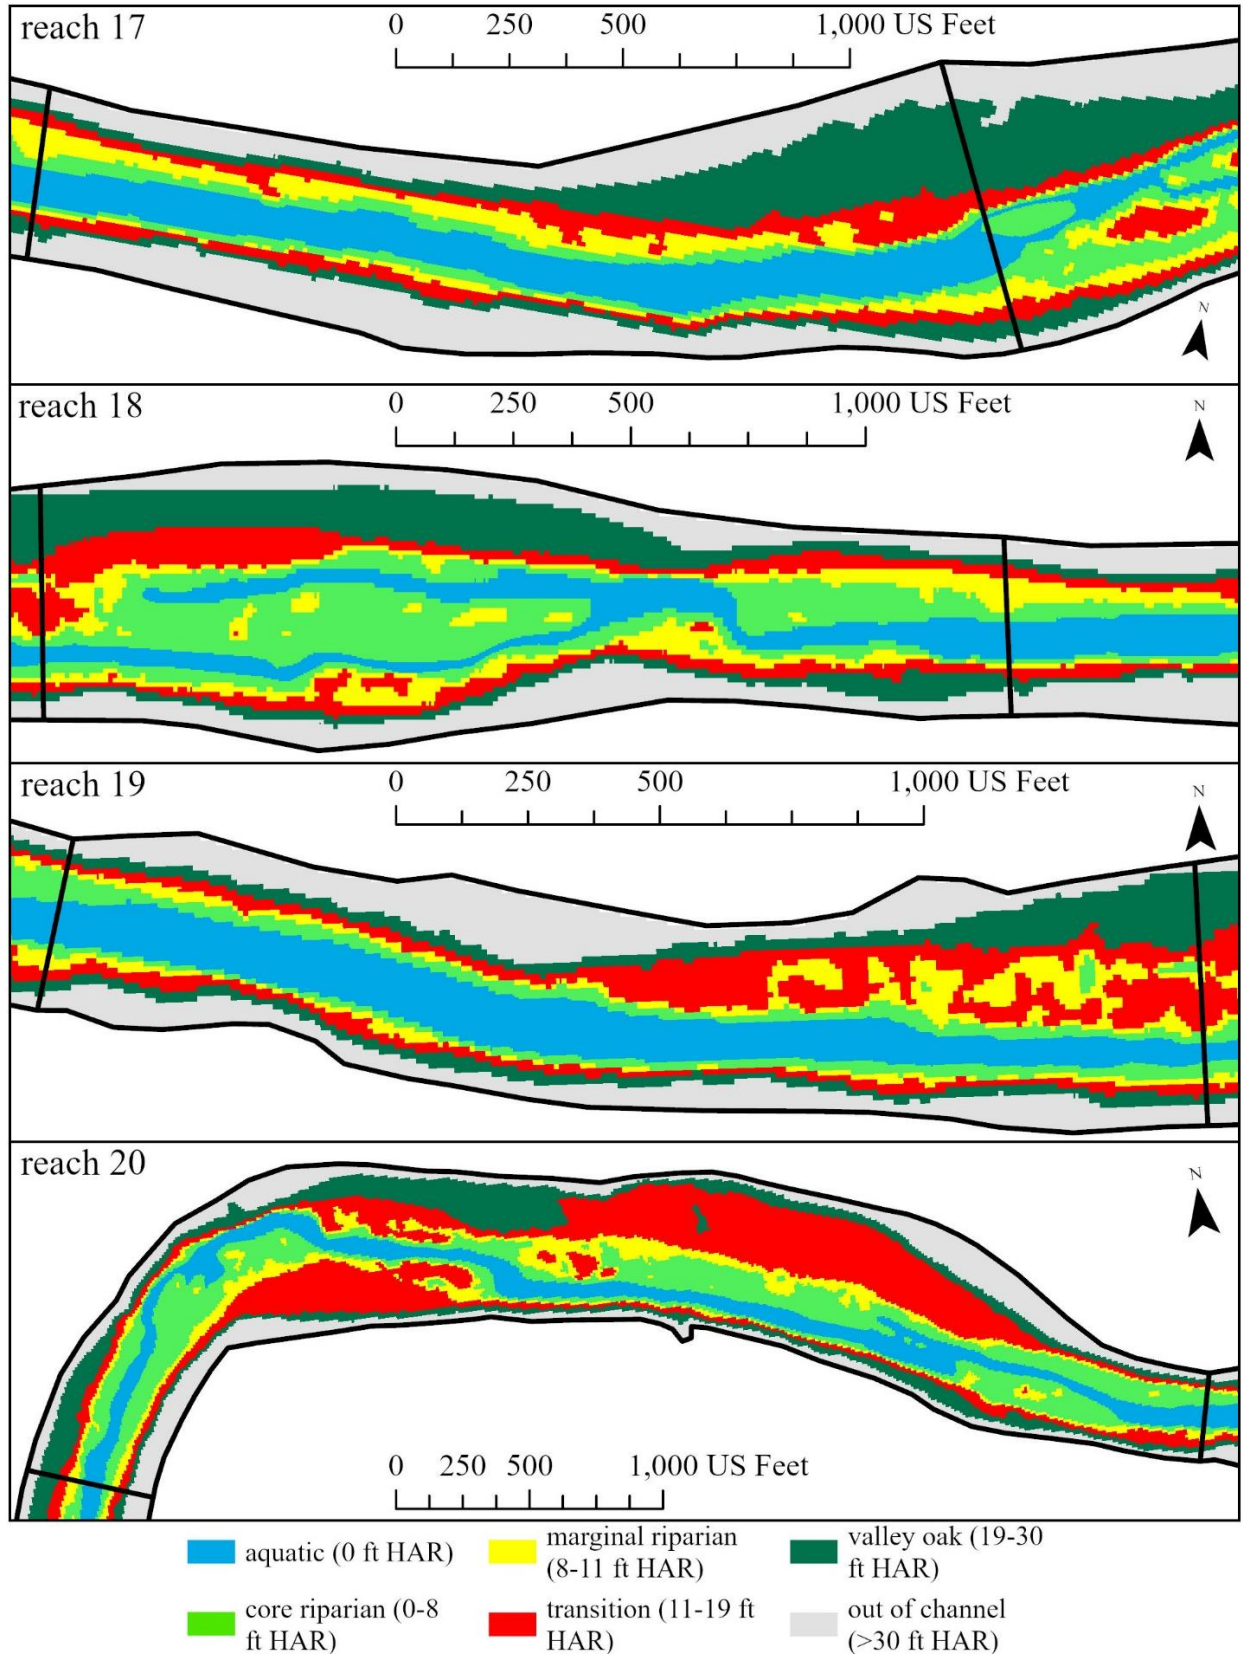 reach 17
0 250 500 1,000 US Feet
N
reach 18
0 250 500 1,000 US Feet
N
reach 19
0 250 500 1,000 US Feet
N
reach 20
N
0 250 500 1,000 US Feet
aquatic (0 ft HAR)
core riparian (0-8
ft HAR)
marginal riparian
(8-11 ft HAR)
transition (11-19 ft
HAR)
valley oak (19-30
ft HAR)
out of channel
(>30 ft HAR)